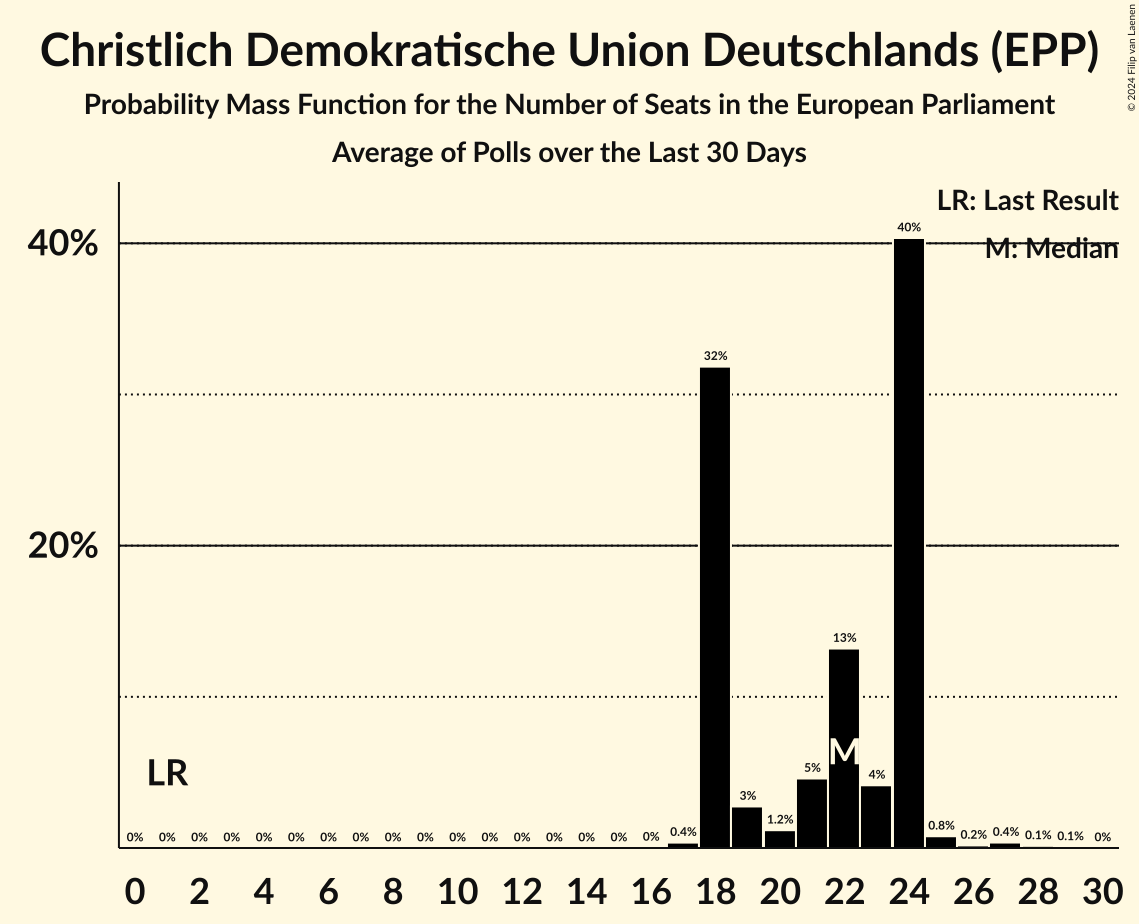 Christlich Demokratische Union Deutschlands (EPP)
Probability Mass Function for the Number of Seats in the European Parliament
Average of Polls over the Last 30 Days
© 2024 Filip van Laenen
LR: Last Result
M: Median
40%
20%
LR
M
0% 0% 0% 0% 0% 0% 0% 0% 0% 0% 0% 0% 0% 0% 0% 0% 0% 0.4% 32% 3% 1.2% 5% 13% 4% 40% 0.8% 0.2% 0.4% 0.1% 0.1% 0%
0 2 4 6 8 10 12 14 16 18 20 22 24 26 28 30